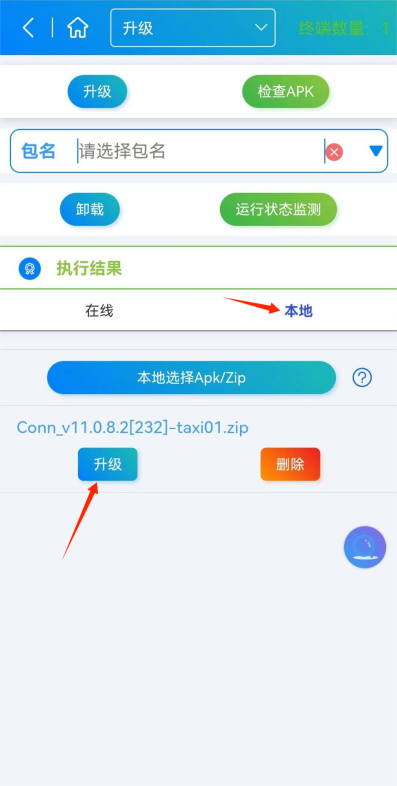 升级 终端数量：1
升级 检查APK
包名 请选择包名
卸载 运行状态监测
执行结果
在线 本地
本地选择Apk/Zip
Conn_v11.0.8.2[232]-taxi01.zip
升级 删除